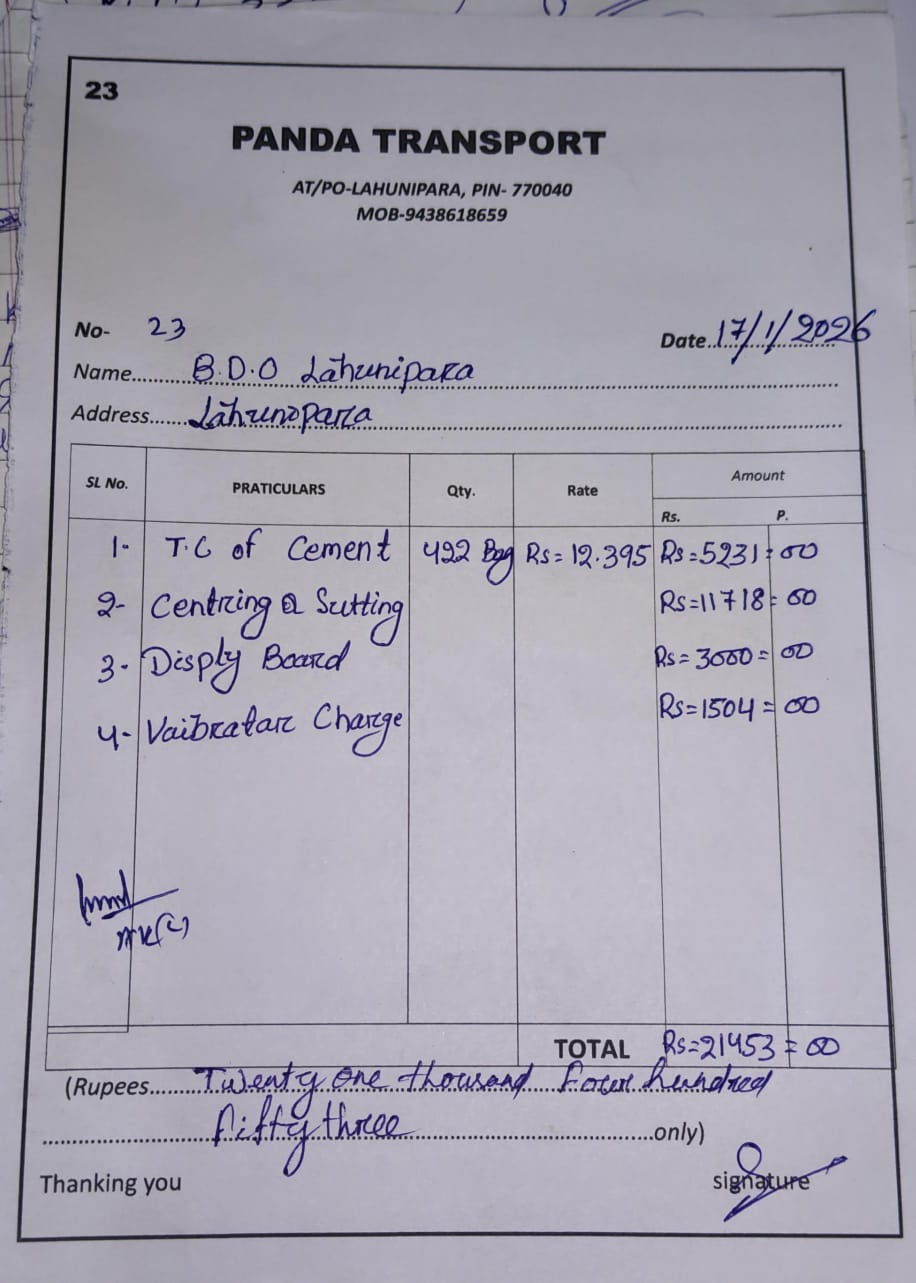 23
PANDA TRANSPORT
AT/PO-LAHUNIPARA, PIN- 770040
MOB-9438618659
No- 23 Date..17/1/2026
Name..........B.D.O Lahunipara
Address.......Lahunipara
SL No. PRATICULARS Qty. Rate Amount
Rs. P.
1- T.C of Cement 422 Bag Rs=12.395 Rs=5231=00
2- Centring & Sutting Rs=11718=00
3- Disply Board Rs=3000=00
4- Vaibratar Charge Rs=1504=00
TOTAL Rs=21453=00
(Rupees......Twenty one thousand Four hundred
fifty three..............only)
Thanking you signature